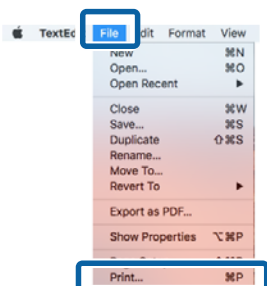 TextEd File dit Format View
New ⌘N
Open... ⌘O
Open Recent ▶
Close ⌘W
Save... ⌘S
Duplicate ⇧⌘S
Rename...
Move To...
Revert To ▶
Export as PDF...
Show Properties ⌥⌘P
Print... ⌘P